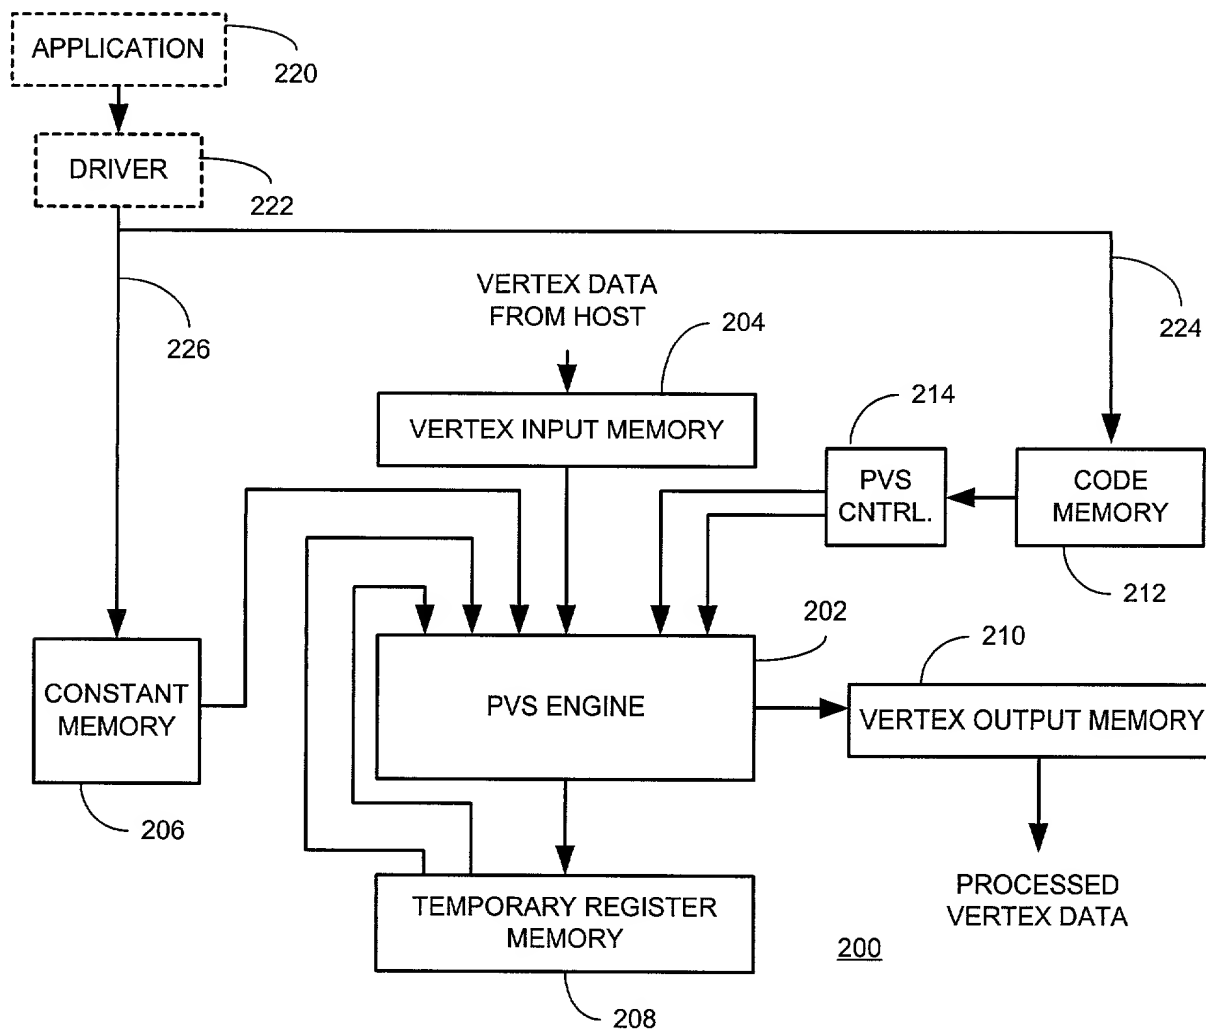 APPLICATION
220
DRIVER
222
226
VERTEX DATA
FROM HOST
204
224
VERTEX INPUT MEMORY
214
PVS
CNTRL.
CODE
MEMORY
212
202
210
CONSTANT
MEMORY
206
PVS ENGINE
VERTEX OUTPUT MEMORY
TEMPORARY REGISTER
MEMORY
208
PROCESSED
VERTEX DATA
200